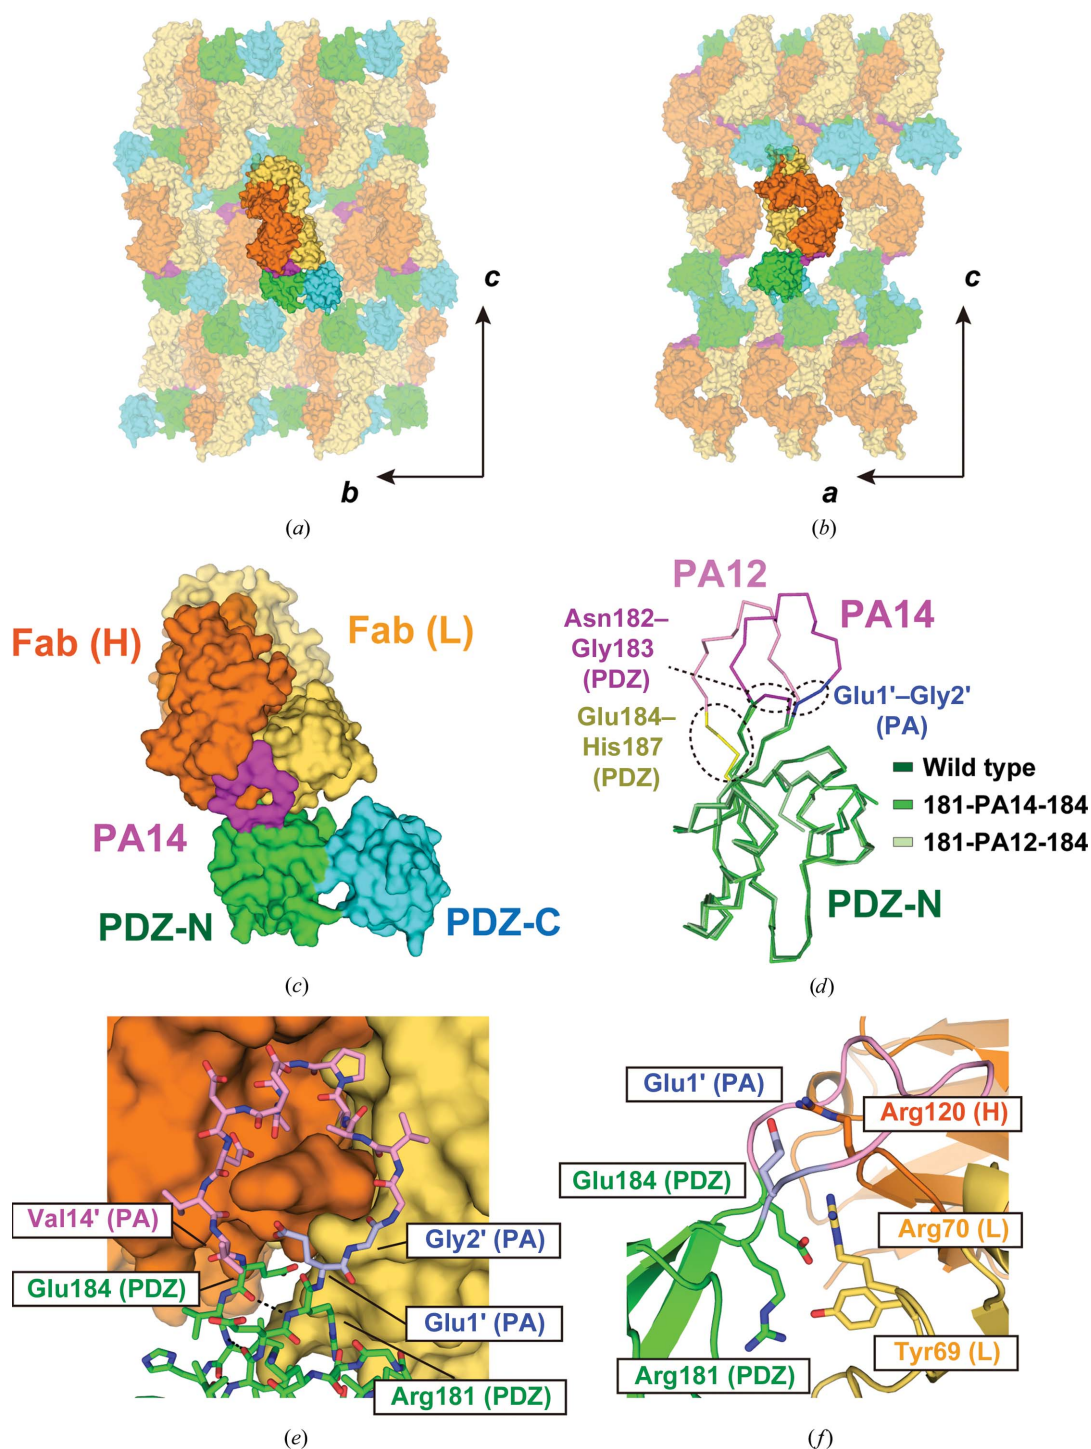 c
b
(a)
c
a
(b)
Fab (H)
Fab (L)
PA14
PDZ-N
PDZ-C
(c)
PA12
PA14
Asn182–
Gly183
(PDZ)
Glu1'–Gly2'
(PA)
Glu184–
His187
(PDZ)
Wild type
181-PA14-184
181-PA12-184
PDZ-N
(d)
Val14' (PA)
Glu184 (PDZ)
Gly2' (PA)
Glu1' (PA)
Arg181 (PDZ)
(e)
Glu1' (PA)
Arg120 (H)
Glu184 (PDZ)
Arg70 (L)
Tyr69 (L)
Arg181 (PDZ)
(f)